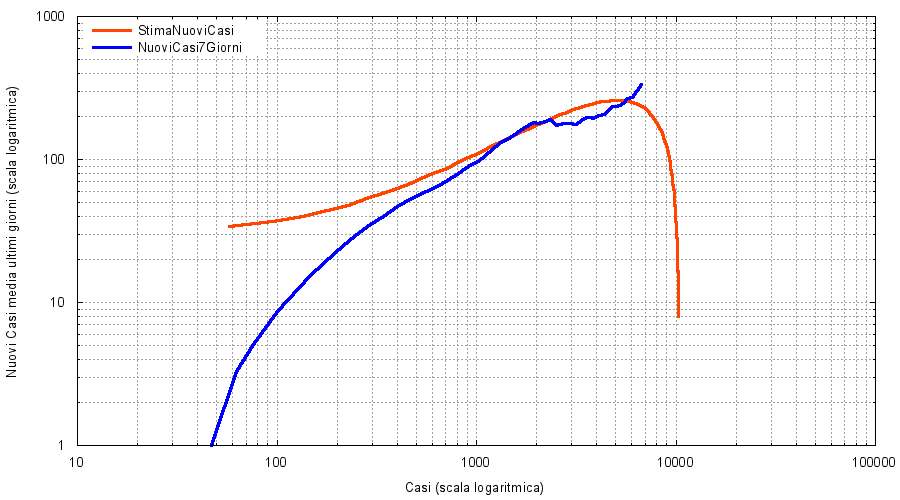 1000
StimaNuoviCasi
NuoviCasi7Giorni
100
10
1
Nuovi Casi media ultimi giorni (scala logaritmica)
10 100 1000 10000 100000
Casi (scala logaritmica)